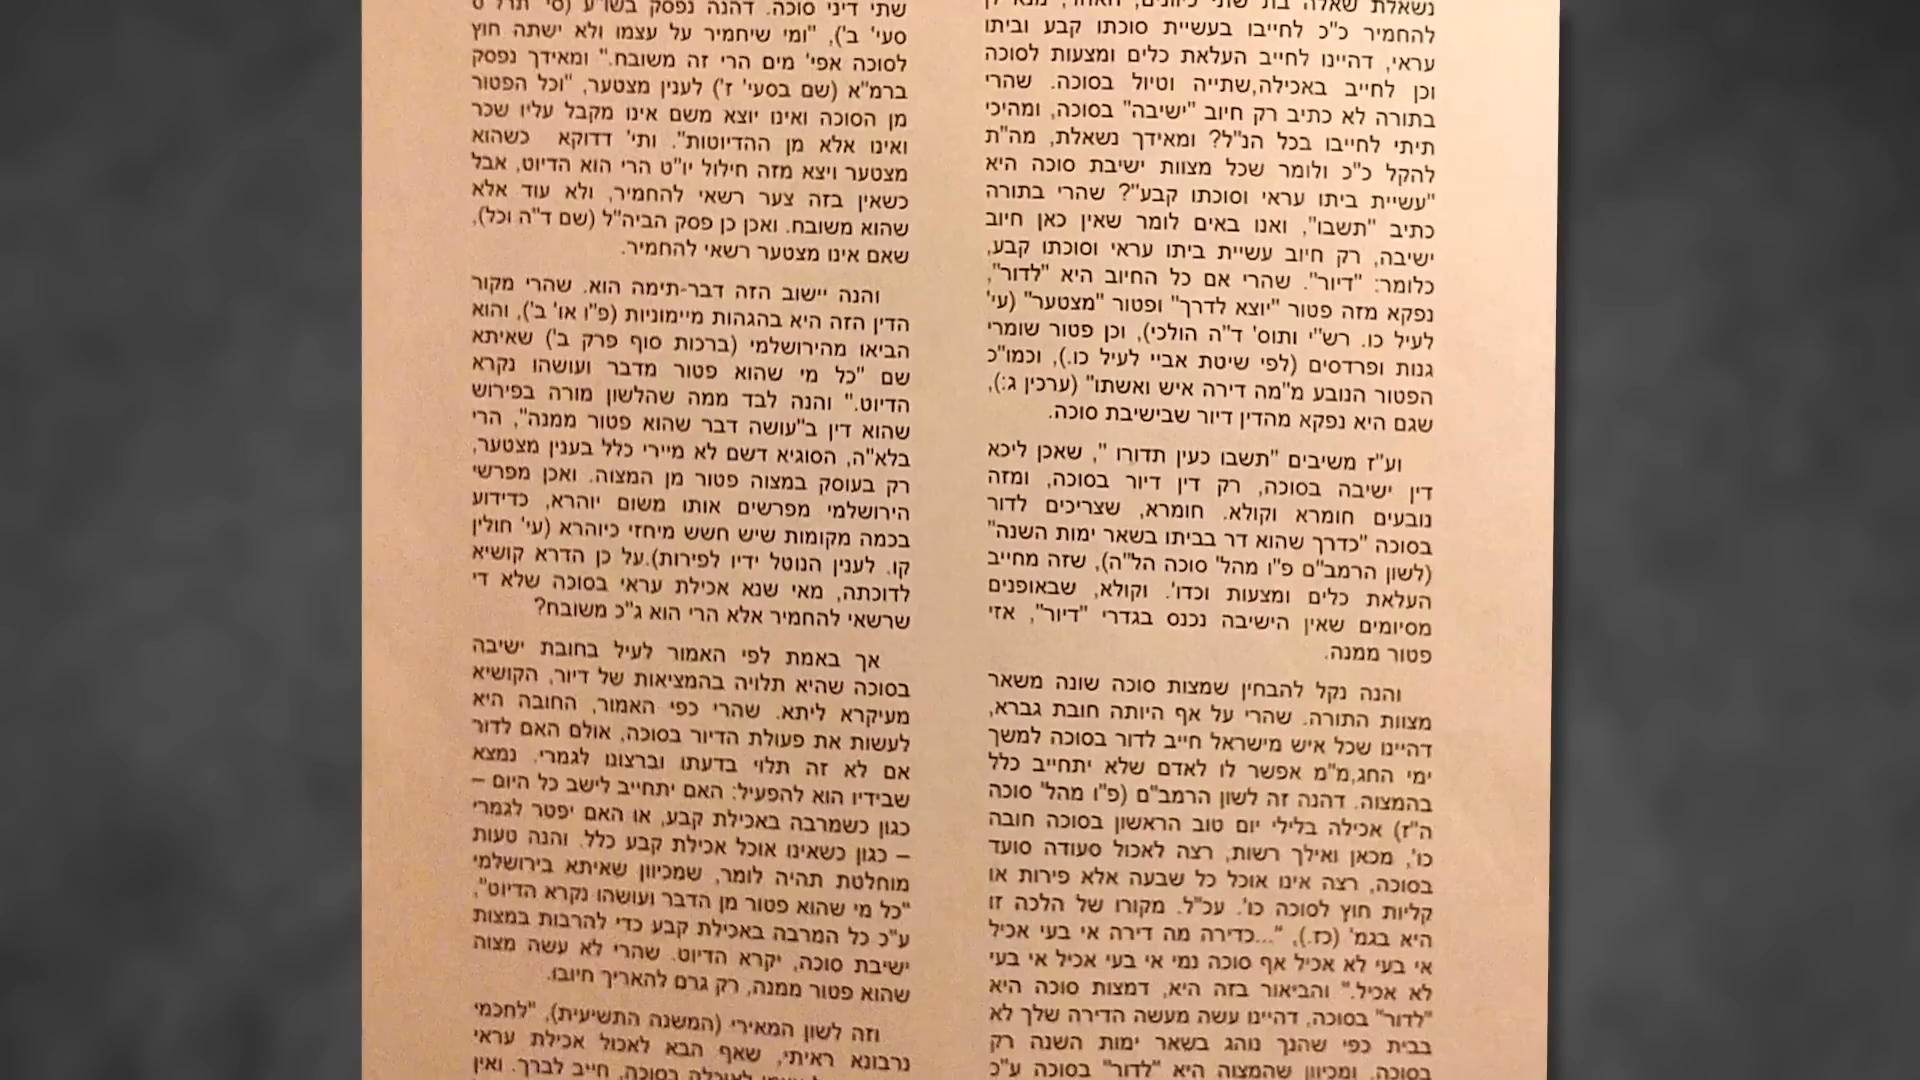 נשאלת שאלה בת שתי כיוונים, האחד, מנא לן
להחמיר כ"כ לחייבו בעשיית סוכתו קבע וביתו
עראי, דהיינו לחייב העלאת כלים ומצעות לסוכה
וכן לחייב באכילה,שתייה וטיול בסוכה. שהרי
בתורה לא כתיב רק חיוב "ישיבה" בסוכה, ומהיכי
תיתי לחייבו בכל הנ"ל? ומאידך נשאלת, מה"ת
להקל כ"כ ולומר שכל מצוות ישיבת סוכה היא
"עשיית ביתו עראי וסוכתו קבע"? שהרי בתורה
כתיב "תשבו", ואנו באים לומר שאין כאן חיוב
ישיבה, רק חיוב עשיית ביתו עראי וסוכתו קבע,
כלומר: "דיור". שהרי אם כל החיוב היא "לדור",
נפקא מזה פטור "יוצא לדרך" ופטור "מצטער" (עי'
לעיל כו. רש"י ותוס' ד"ה הולכי), וכן פטור שומרי
גנות ופרדסים (לפי שיטת אביי לעיל כו.), וכמו"כ
הפטור הנובע מ"מה דירה איש ואשתו" (ערכין ג:),
שגם היא נפקא מהדין דיור שבישיבת סוכה.
וע"ז משיבים "תשבו כעין תדורו ", שאכן ליכא
דין ישיבה בסוכה, רק דין דיור בסוכה, ומזה
נובעים חומרא וקולא. חומרא, שצריכים לדור
בסוכה "כדרך שהוא דר בביתו בשאר ימות השנה"
(לשון הרמב"ם פ"ו מהל' סוכה הל"ה), שזה מחייב
העלאת כלים ומצעות וכדו'. וקולא, שבאופנים
מסיומים שאין הישיבה נכנס בגדרי "דיור", אזי
פטור ממנה.
והנה נקל להבחין שמצות סוכה שונה משאר
מצוות התורה. שהרי על אף היותה חובת גברא,
דהיינו שכל איש מישראל חייב לדור בסוכה למשך
ימי החג,מ"מ אפשר לו לאדם שלא יתחייב כלל
בהמצוה. דהנה זה לשון הרמב"ם (פ"ו מהל' סוכה
ה"ז) אכילה בלילי יום טוב הראשון בסוכה חובה
כו', מכאן ואילך רשות, רצה לאכול סעודה סועד
בסוכה, רצה אינו אוכל כל שבעה אלא פירות או
קליות חוץ לסוכה כו'. עכ"ל. מקורו של הלכה זו
היא בגמ' (כז.), "...כדירה מה דירה אי בעי אכיל
אי בעי לא אכיל אף סוכה נמי אי בעי אכיל אי בעי
לא אכיל." והביאור בזה היא, דמצות סוכה היא
"לדור" בסוכה, דהיינו עשה מעשה הדירה שלך לא
בבית כפי שהנך נוהג בשאר ימות השנה רק
בסוכה. ומכיוון שהמצוה היא "לדור" בסוכה ע"כ
שתי דיני סוכה. דהנה נפסק בשו"ע (סי' תרל"ט
סעי' ב'), "ומי שיחמיר על עצמו ולא ישתה חוץ
לסוכה אפי' מים הרי זה משובח." ומאידך נפסק
ברמ"א (שם בסעי' ז') לענין מצטער, "וכל הפטור
מן הסוכה ואינו יוצא משם אינו מקבל עליו שכר
ואינו אלא מן ההדיוטות". ותי' דדוקא כשהוא
מצטער ויצא מזה חילול יו"ט הרי הוא הדיוט, אבל
כשאין בזה צער רשאי להחמיר, ולא עוד אלא
שהוא משובח. ואכן כן פסק הביה"ל (שם ד"ה וכל),
שאם אינו מצטער רשאי להחמיר.
והנה יישוב הזה דבר-תימה הוא. שהרי מקור
הדין הזה היא בהגהות מיימוניות (פ"ו או' ב'), והוא
הביאו מהירושלמי (ברכות סוף פרק ב') שאיתא
שם "כל מי שהוא פטור מדבר ועושהו נקרא
הדיוט." והנה לבד ממה שהלשון מורה בפירוש
שהוא דין ב"עושה דבר שהוא פטור ממנה", הרי
בלא"ה, הסוגיא דשם לא מיירי כלל בענין מצטער,
רק בעוסק במצוה פטור מן המצוה. ואכן מפרשי
הירושלמי מפרשים אותו משום יוהרא, כדידוע
בכמה מקומות שיש חשש מיחזי כיוהרא (עי' חולין
קו. לענין הנוטל ידיו לפירות).על כן הדרא קושיא
לדוכתה, מאי שנא אכילת עראי בסוכה שלא די
שרשאי להחמיר אלא הרי הוא ג"כ משובח?
אך באמת לפי האמור לעיל בחובת ישיבה
בסוכה שהיא תלויה בהמציאות של דיור, הקושיא
מעיקרא ליתא. שהרי כפי האמור, החובה היא
לעשות את פעולת הדיור בסוכה, אולם האם לדור
אם לא זה תלוי בדעתו וברצונו לגמרי. נמצא
שבידיו הוא להפעיל: האם יתחייב לישב כל היום –
כגון כשמרבה באכילת קבע, או האם יפטר לגמרי
– כגון כשאינו אוכל אכילת קבע כלל. והנה טעות
מוחלטת תהיה לומר, שמכיוון שאיתא בירושלמי
"כל מי שהוא פטור מן הדבר ועושהו נקרא הדיוט",
ע"כ כל המרבה באכילת קבע כדי להרבות במצות
ישיבת סוכה, יקרא הדיוט. שהרי לא עשה מצוה
שהוא פטור ממנה, רק גרם להאריך חיובו.
וזה לשון המאירי (המשנה התשיעית), "לחכמי
נרבונא ראיתי, שאף הבא לאכול אכילת עראי
לאוכלה בסוכה, חייב לברך. ואין